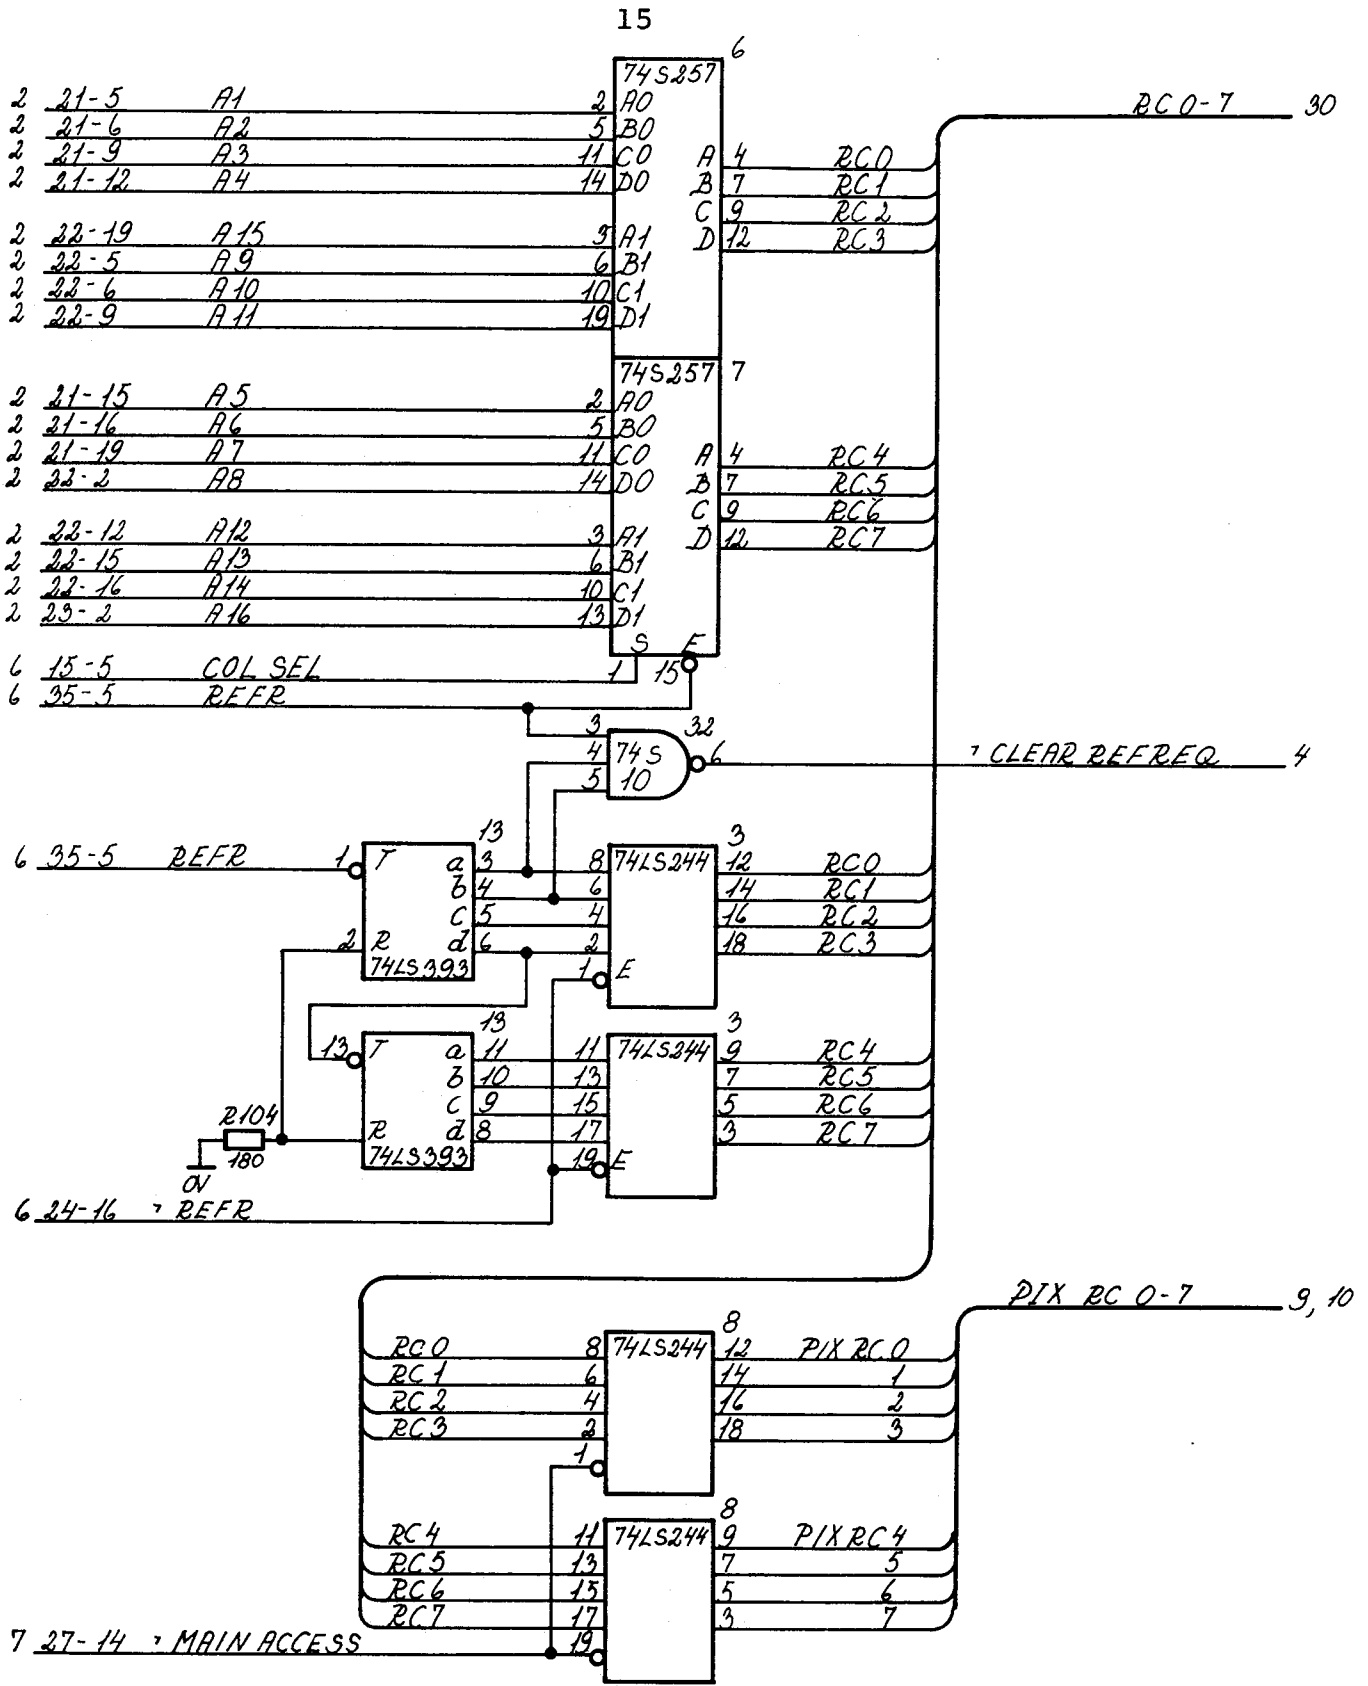 15
6
74S257
2 21-5 A1 2 A0
2 21-6 A2 5 B0
2 21-9 A3 11 C0 A 4 RC0
2 21-12 A4 14 D0 B 7 RC1
C 9 RC2
2 22-19 A15 3 A1 D 12 RC3
2 22-5 A9 6 B1
2 22-6 A10 10 C1
2 22-9 A11 19 D1
RC 0-7 30
74S257 7
2 21-15 A5 2 A0
2 21-16 A6 5 B0
2 21-19 A7 11 C0 A 4 RC4
2 22-2 A8 14 D0 B 7 RC5
C 9 RC6
2 22-12 A12 3 A1 D 12 RC7
2 22-15 A13 6 B1
2 22-16 A14 10 C1
2 23-2 A16 13 D1
S E
6 15-5 COL SEL 1 15
6 35-5 REFR
3 32
4 74S 6 ¬ CLEAR REFREQ 4
5 10
13 3
6 35-5 REFR 1 T a 3 8 74LS244 12 RC0
b 4 6 14 RC1
c 5 4 16 RC2
2 R d 6 2 18 RC3
74LS393 1 E
13 3
13 T a 11 11 74LS244 9 RC4
b 10 13 7 RC5
R104 c 9 15 5 RC6
R d 8 17 3 RC7
180 74LS393 19 E
0V
6 24-16 ¬ REFR
PIX RC 0-7 9, 10
8
RC0 8 74LS244 12 PIX RC0
RC1 6 14 1
RC2 4 16 2
RC3 2 18 3
1
8
RC4 11 74LS244 9 PIX RC4
RC5 13 7 5
RC6 15 5 6
RC7 17 3 7
7 27-14 ¬ MAIN ACCESS 19